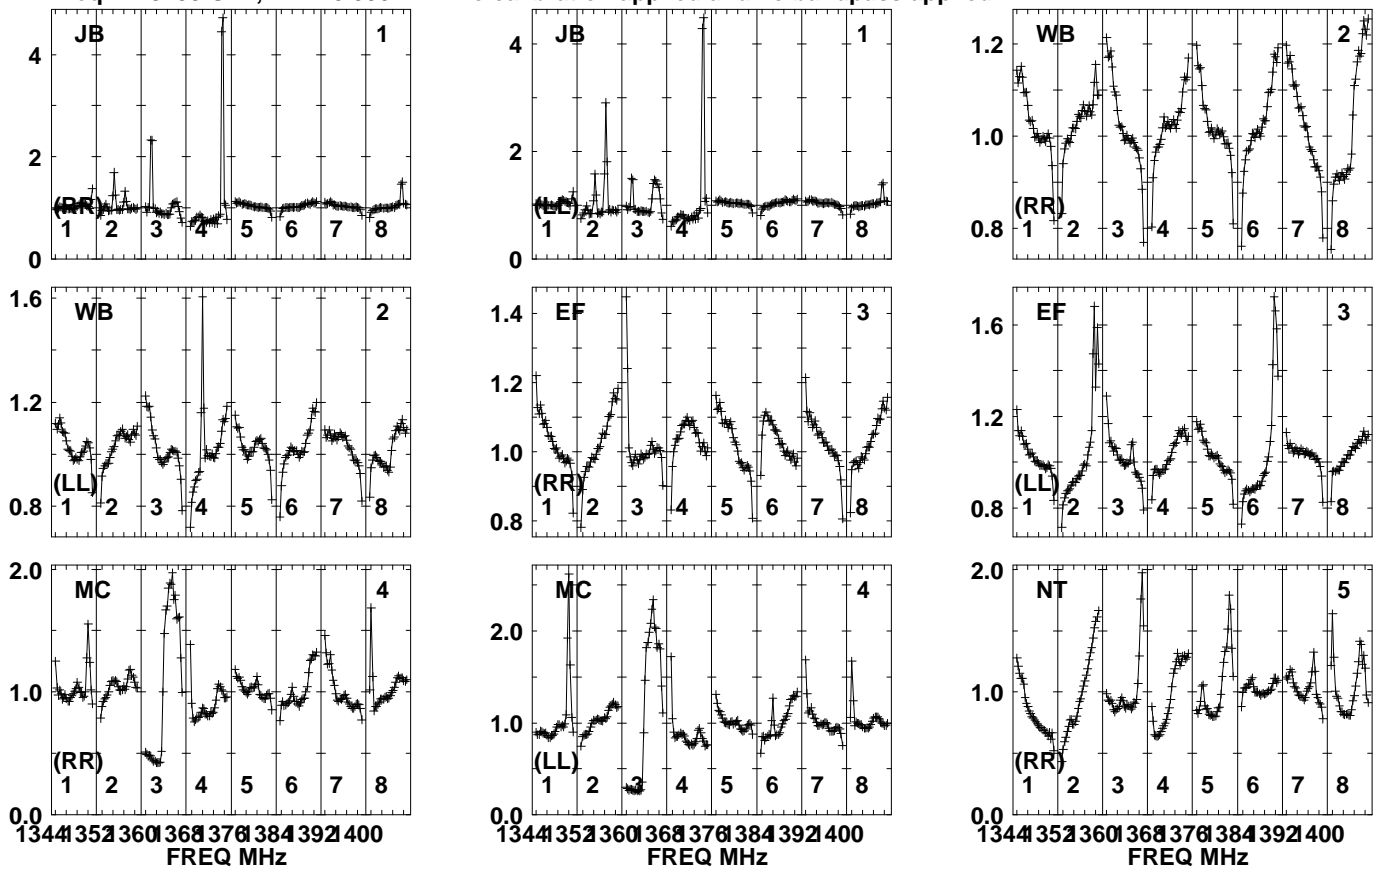 JB 1 JB 1 WB 2
4 4 1.2
2 2 1.0
(RR) (LL) (RR) 0.8
1 2 3 4 5 6 7 8 1 2 3 4 5 6 7 8 1 2 3 4 5 6 7 8
0 0
WB 2 EF 3 EF 3
1.6 1.4 1.6
1.2 1.2 1.2
1.0
(LL) (RR) (LL)
0.8 0.8 0.8
1 2 3 4 5 6 7 8 1 2 3 4 5 6 7 8 1 2 3 4 5 6 7 8
MC 4 MC 4 NT 5
2.0 2.0 2.0
1.0 1.0 1.0
(RR) (LL) (RR)
1 2 3 4 5 6 7 8 1 2 3 4 5 6 7 8 1 2 3 4 5 6 7 8
0.0 0.0 0.0
1344 1352 1360 1368 1376 1384 1392 1400 1344 1352 1360 1368 1376 1384 1392 1400 1344 1352 1360 1368 1376 1384 1392 1400
FREQ MHz FREQ MHz FREQ MHz